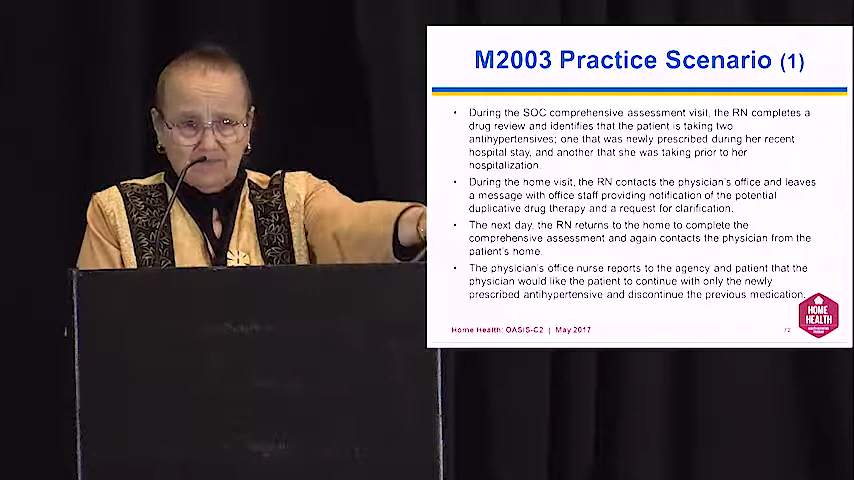 M2003 Practice Scenario (1)
• During the SOC comprehensive assessment visit, the RN completes a
drug review and identifies that the patient is taking two
antihypertensives; one that was newly prescribed during her recent
hospital stay, and another that she was taking prior to her
hospitalization.
• During the home visit, the RN contacts the physician's office and leaves
a message with office staff providing notification of the potential
duplicative drug therapy and a request for clarification.
• The next day, the RN returns to the home to complete the
comprehensive assessment and again contacts the physician from the
patient's home.
• The physician's office nurse reports to the agency and patient that the
physician would like the patient to continue with only the newly
prescribed antihypertensive and discontinue the previous medication.
HOME
HEALTH
Home Health: OASIS-C2 | May 2017